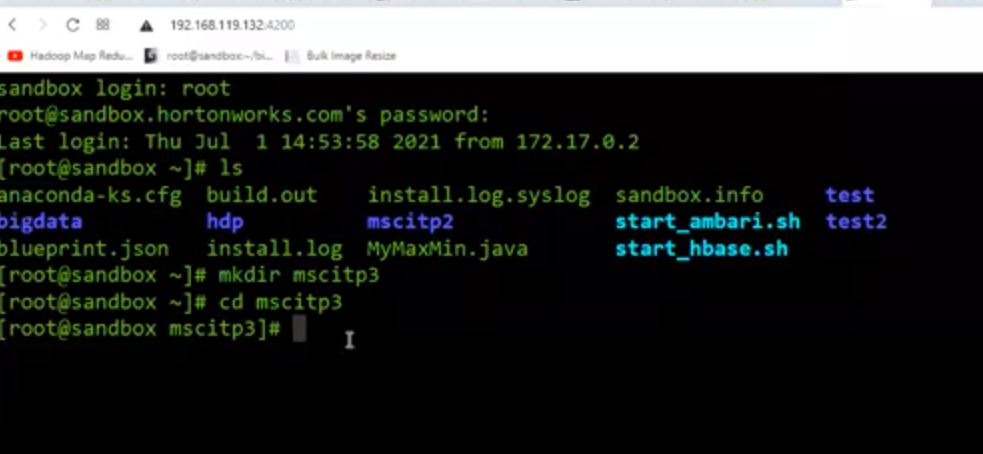 192.168.119.132:4200
Hadoop Map Redu... root@sandbox:~/bi... Bulk Image Resize
sandbox login: root
root@sandbox.hortonworks.com's password:
Last login: Thu Jul  1 14:53:58 2021 from 172.17.0.2
[root@sandbox ~]# ls
anaconda-ks.cfg  build.out    install.log.syslog  sandbox.info     test
bigdata          hdp          mscitp2             start_ambari.sh  test2
blueprint.json   install.log  MyMaxMin.java       start_hbase.sh
[root@sandbox ~]# mkdir mscitp3
[root@sandbox ~]# cd mscitp3
[root@sandbox mscitp3]#